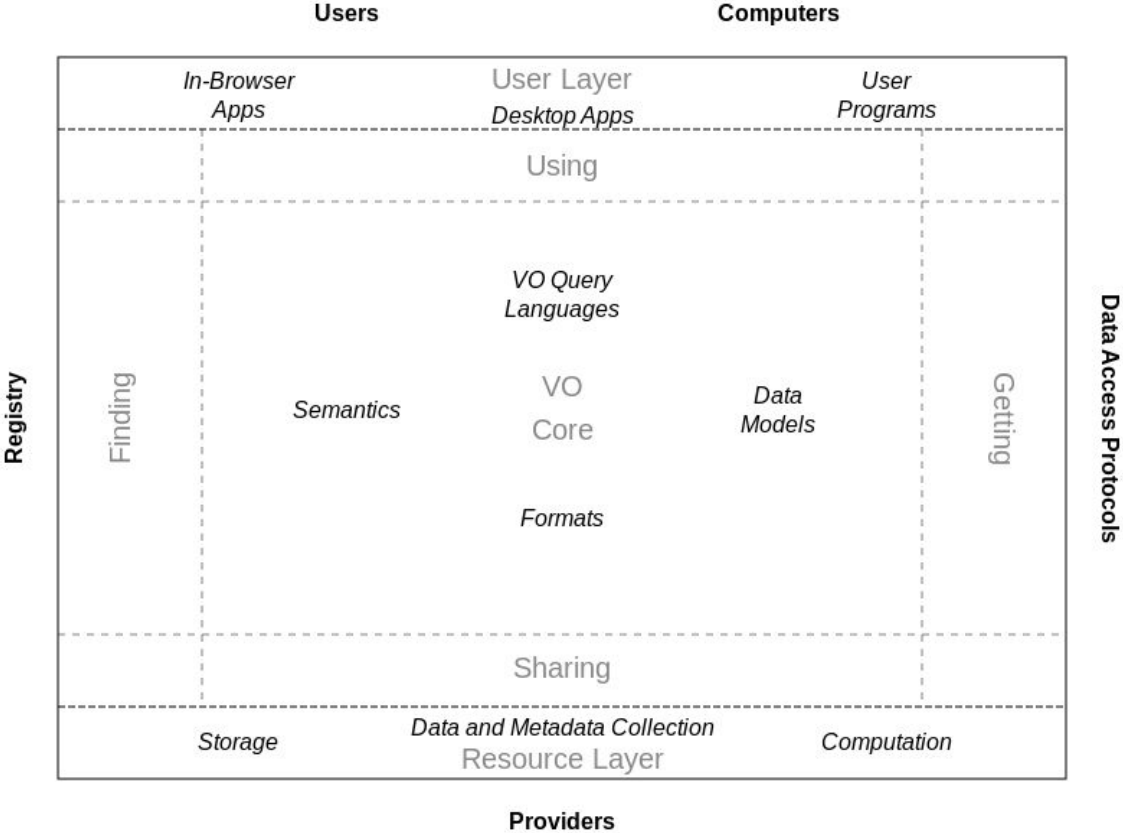 Users
Computers
In-Browser
Apps
User Layer
Desktop Apps
User
Programs
Using
VO Query
Languages
Registry
Finding
Semantics
VO
Core
Data
Models
Getting
Data Access Protocols
Formats
Sharing
Storage
Data and Metadata Collection
Resource Layer
Computation
Providers